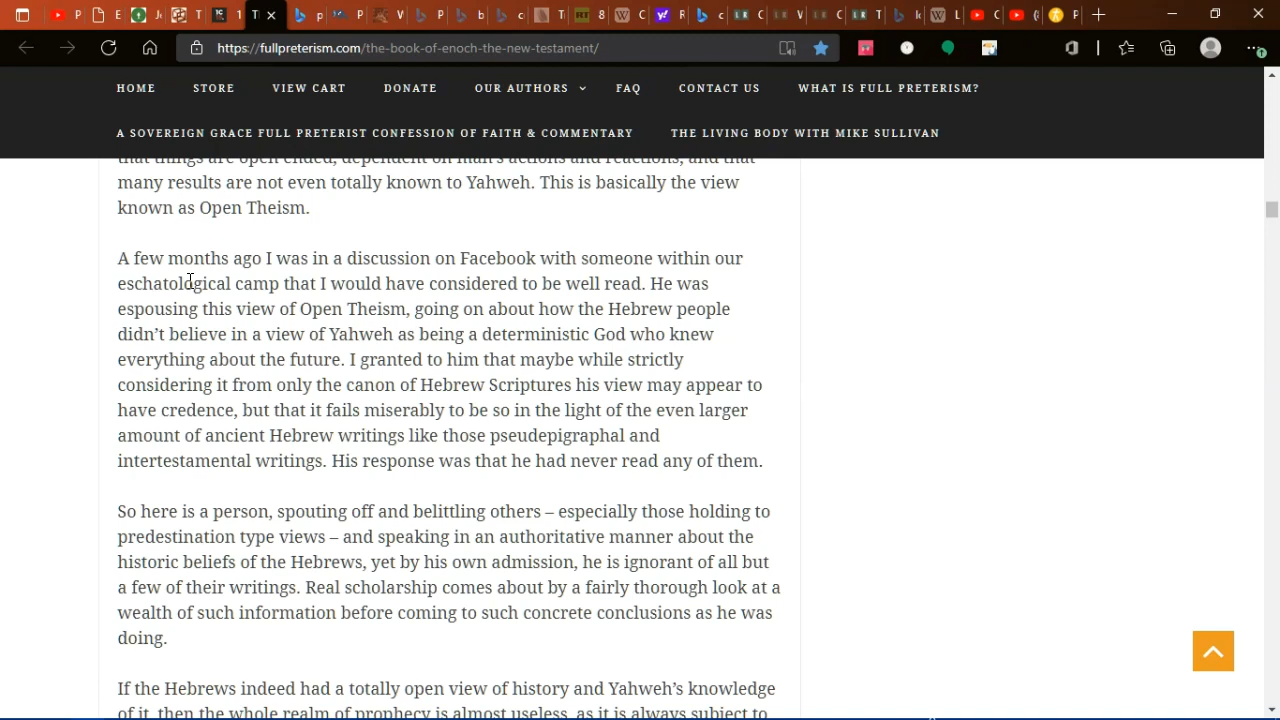 https://fullpreterism.com/the-book-of-enoch-the-new-testament/
HOME STORE VIEW CART DONATE OUR AUTHORS FAQ CONTACT US WHAT IS FULL PRETERISM?
A SOVEREIGN GRACE FULL PRETERIST CONFESSION OF FAITH & COMMENTARY THE LIVING BODY WITH MIKE SULLIVAN
that things are open ended, dependent on man's actions and reactions, and that
many results are not even totally known to Yahweh. This is basically the view
known as Open Theism.
A few months ago I was in a discussion on Facebook with someone within our
eschatological camp that I would have considered to be well read. He was
espousing this view of Open Theism, going on about how the Hebrew people
didn't believe in a view of Yahweh as being a deterministic God who knew
everything about the future. I granted to him that maybe while strictly
considering it from only the canon of Hebrew Scriptures his view may appear to
have credence, but that it fails miserably to be so in the light of the even larger
amount of ancient Hebrew writings like those pseudepigraphal and
intertestamental writings. His response was that he had never read any of them.
So here is a person, spouting off and belittling others – especially those holding to
predestination type views – and speaking in an authoritative manner about the
historic beliefs of the Hebrews, yet by his own admission, he is ignorant of all but
a few of their writings. Real scholarship comes about by a fairly thorough look at a
wealth of such information before coming to such concrete conclusions as he was
doing.
If the Hebrews indeed had a totally open view of history and Yahweh's knowledge
of it, then the whole realm of prophecy is almost useless, as it is always subject to